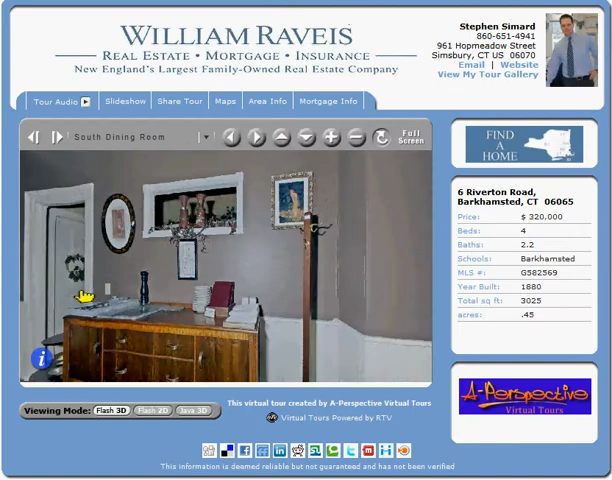 WILLIAM RAVEIS
REAL ESTATE • MORTGAGE • INSURANCE
New England's Largest Family-Owned Real Estate Company
Stephen Simard
860-651-4941
961 Hopmeadow Street
Simsbury, CT US 06070
Email | Website
View My Tour Gallery
Tour Audio
Slideshow
Share Tour
Maps
Area Info
Mortgage Info
South Dining Room
Full
Screen
FIND
A
HOME
6 Riverton Road,
Barkhamsted, CT 06065
Price: $ 320,000
Beds: 4
Baths: 2.2
Schools: Barkhamsted
MLS #: G582569
Year Built: 1880
Total sq ft: 3025
acres: .45
i
A-Perspective
Virtual Tours
Viewing Mode: Flash 3D Flash 2D Java 3D
This virtual tour created by A-Perspective Virtual Tours
Virtual Tours Powered by RTV
This information is deemed reliable but not guaranteed and has not been verified